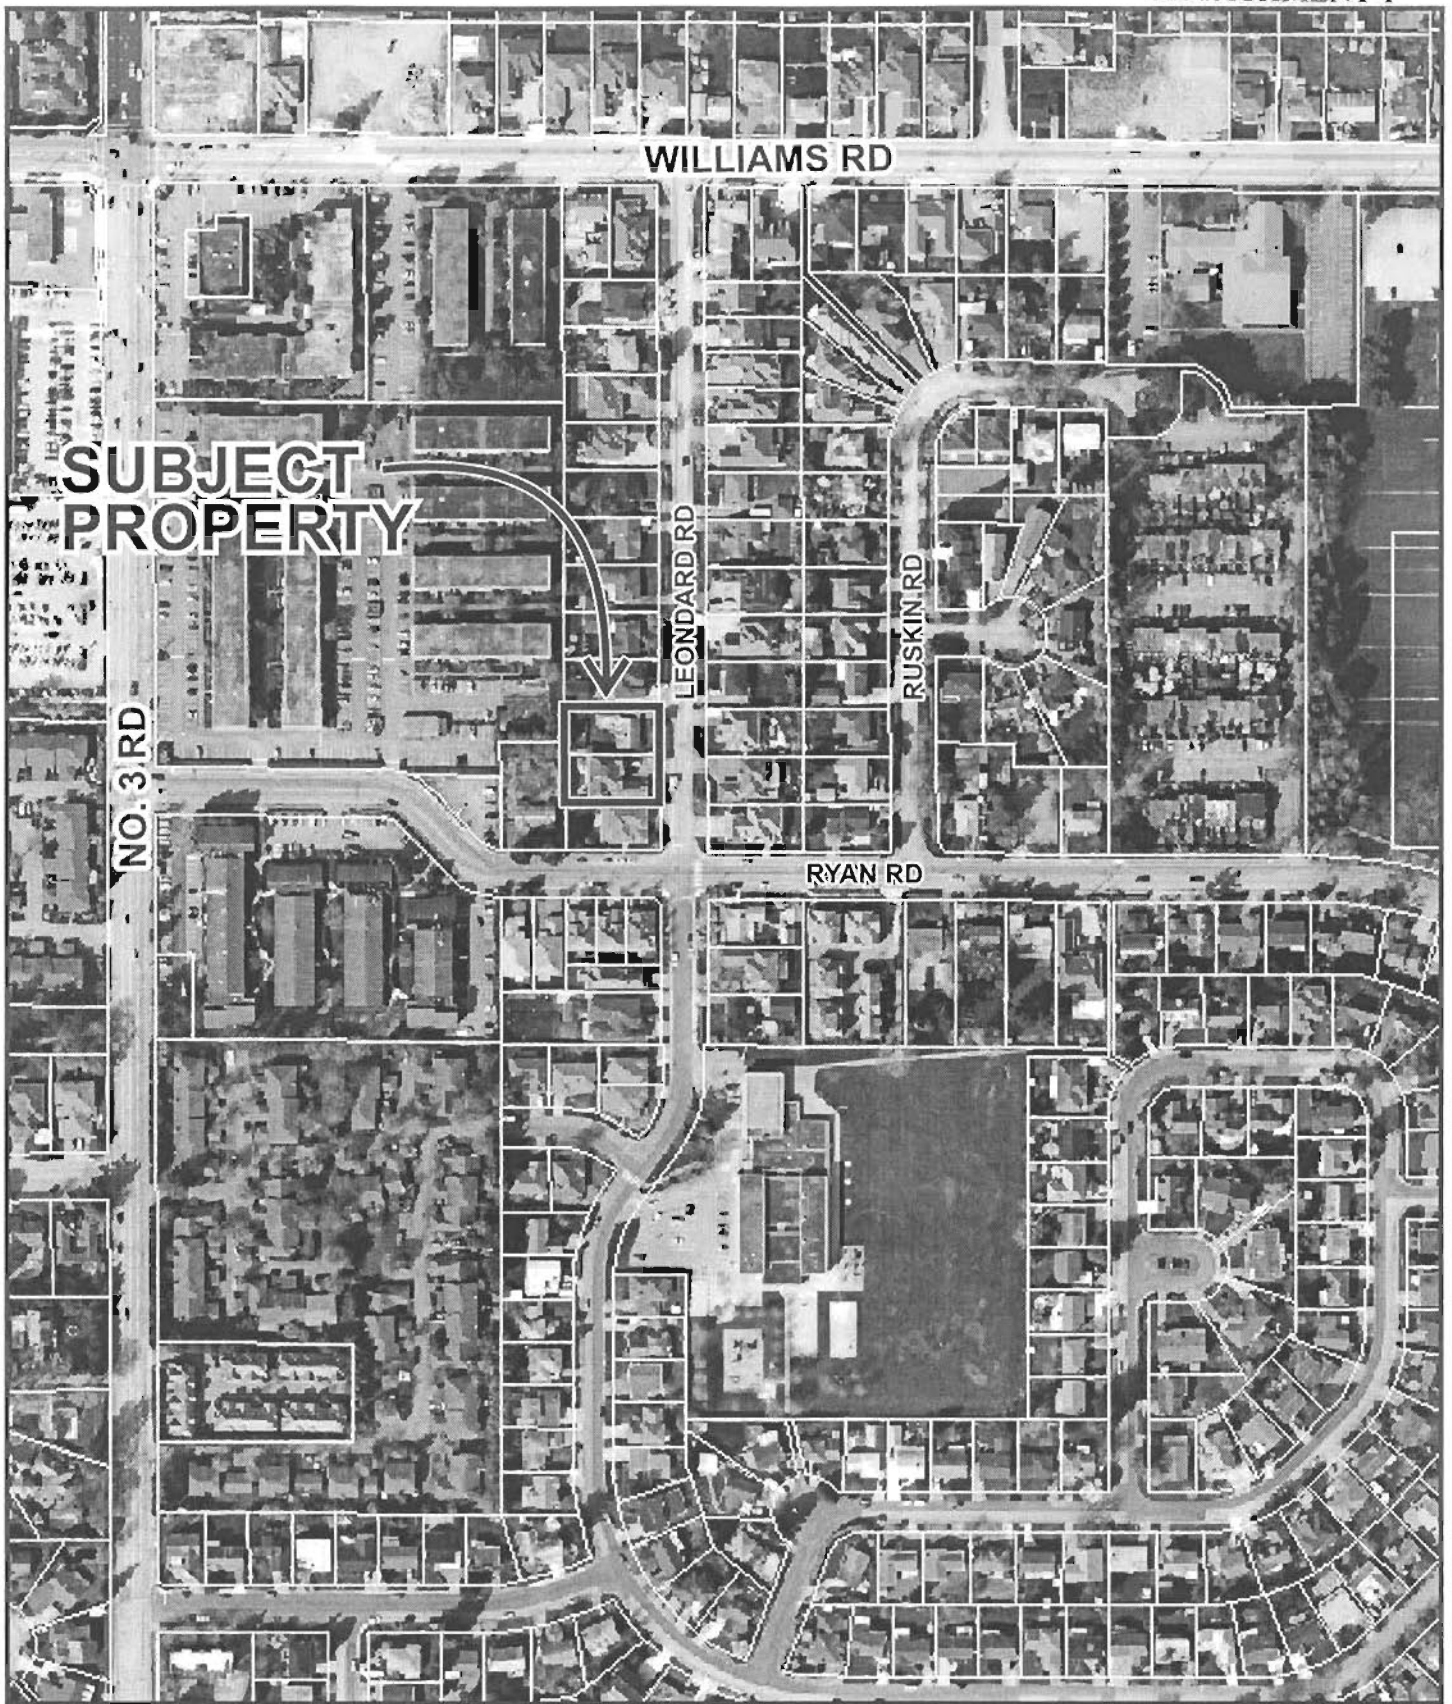 WILLIAMS RD
SUBJECT
PROPERTY
LEONDARD RD
RUSKIN RD
NO. 3 RD
RYAN RD